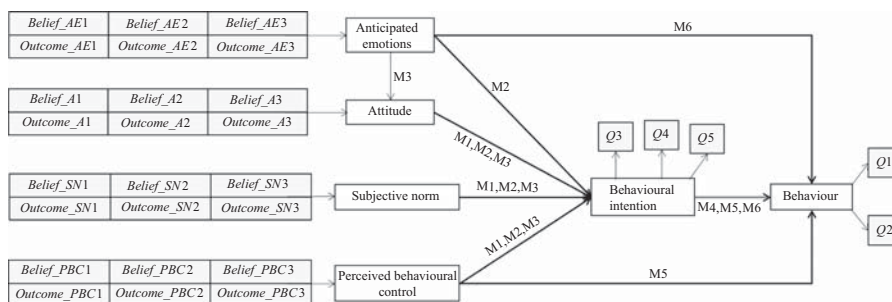 Belief_AE1 Belief_AE2 Belief_AE3
Outcome_AE1 Outcome_AE2 Outcome_AE3
Anticipated
emotions
M6
M3
M2
Belief_A1 Belief_A2 Belief_A3
Outcome_A1 Outcome_A2 Outcome_A3
Attitude
M1,M2,M3
Q3
Q4
Q5
Belief_SN1 Belief_SN2 Belief_SN3
Outcome_SN1 Outcome_SN2 Outcome_SN3
Subjective norm
M1,M2,M3
Behavioural
intention
M4,M5,M6
Behaviour
Q1
Q2
M1,M2,M3
Belief_PBC1 Belief_PBC2 Belief_PBC3
Outcome_PBC1 Outcome_PBC2 Outcome_PBC3
Perceived behavioural
control
M5